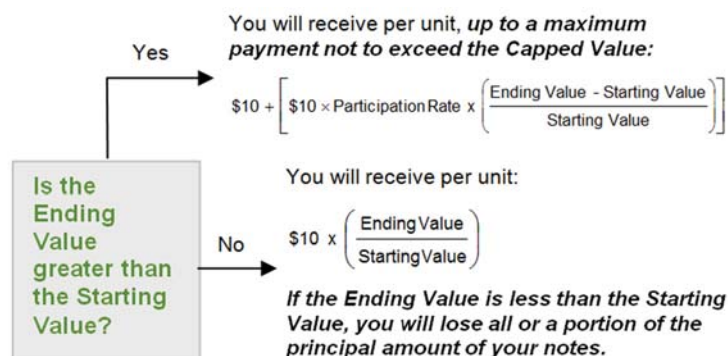 You will receive per unit, up to a maximum
payment not to exceed the Capped Value:
Yes
$10 + [ $10 × Participation Rate x ( Ending Value - Starting Value / Starting Value ) ]
Is the
Ending
Value
greater than
the Starting
Value?
You will receive per unit:
No
$10 x ( Ending Value / Starting Value )
If the Ending Value is less than the Starting
Value, you will lose all or a portion of the
principal amount of your notes.